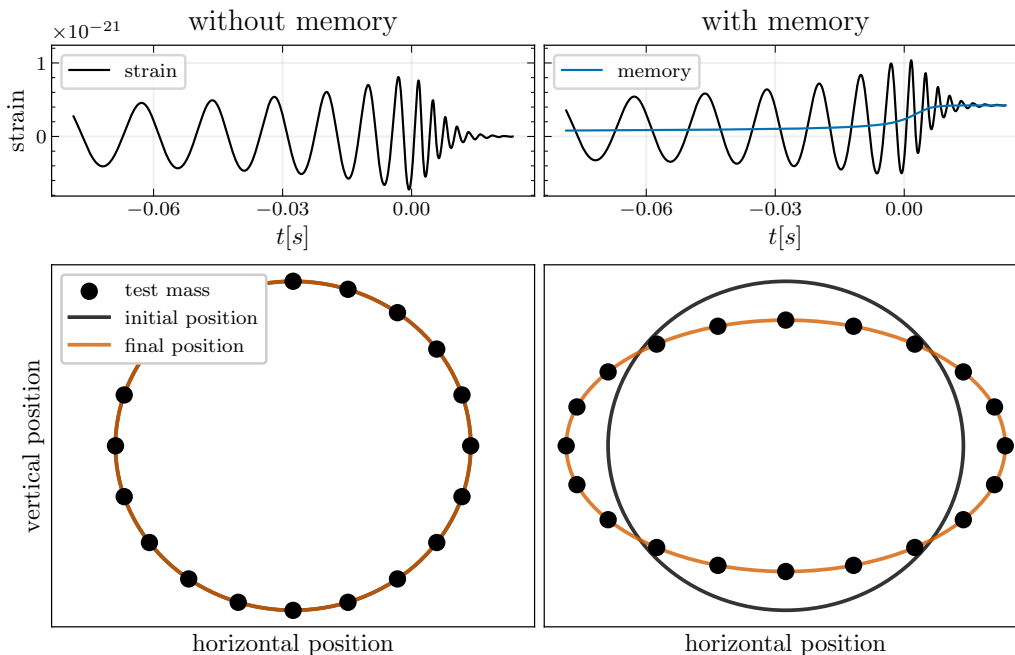 without memory
with memory
×10⁻²¹
1
0
strain
strain
memory
−0.06
−0.03
0.00
−0.06
−0.03
0.00
t[s]
t[s]
test mass
initial position
final position
vertical position
horizontal position
horizontal position